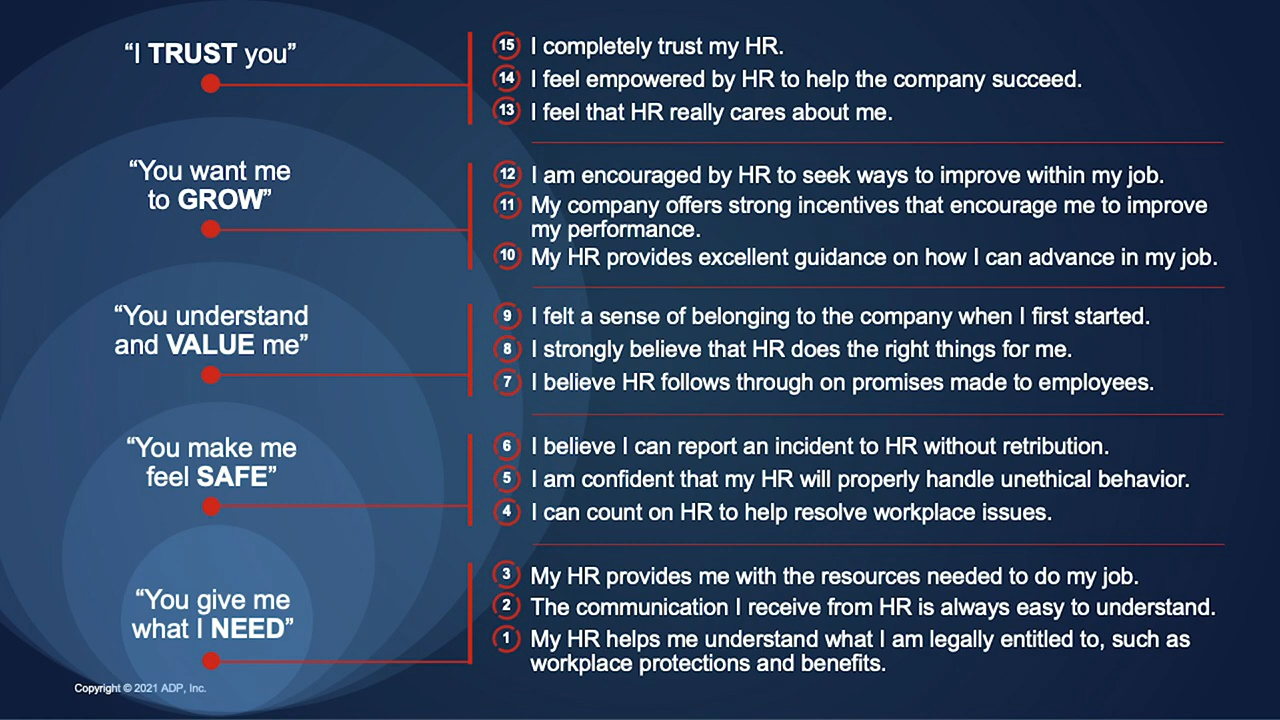 “I TRUST you”
15 I completely trust my HR.
14 I feel empowered by HR to help the company succeed.
13 I feel that HR really cares about me.
“You want me
to GROW”
12 I am encouraged by HR to seek ways to improve within my job.
11 My company offers strong incentives that encourage me to improve
my performance.
10 My HR provides excellent guidance on how I can advance in my job.
“You understand
and VALUE me”
9 I felt a sense of belonging to the company when I first started.
8 I strongly believe that HR does the right things for me.
7 I believe HR follows through on promises made to employees.
“You make me
feel SAFE”
6 I believe I can report an incident to HR without retribution.
5 I am confident that my HR will properly handle unethical behavior.
4 I can count on HR to help resolve workplace issues.
“You give me
what I NEED”
3 My HR provides me with the resources needed to do my job.
2 The communication I receive from HR is always easy to understand.
1 My HR helps me understand what I am legally entitled to, such as
workplace protections and benefits.
Copyright © 2021 ADP, Inc.